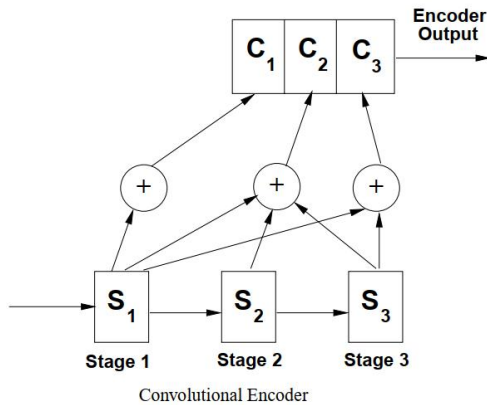 Encoder
Output
C1 C2 C3
+ + +
S1 S2 S3
Stage 1 Stage 2 Stage 3
Convolutional Encoder